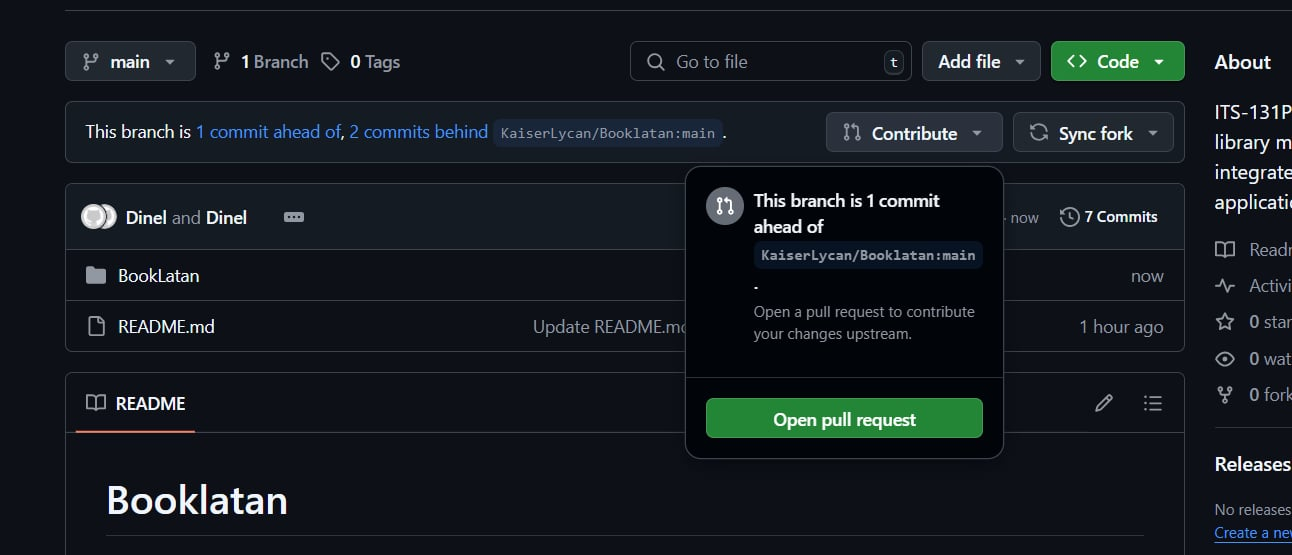 main 1 Branch 0 Tags Go to file t Add file Code About
This branch is 1 commit ahead of, 2 commits behind KaiserLycan/Booklatan:main . Contribute Sync fork
ITS-131P
library m
integrate
applicati
This branch is 1 commit
ahead of
KaiserLycan/Booklatan:main
.
Open a pull request to contribute
your changes upstream.
Open pull request
Dinel and Dinel now 7 Commits
BookLatan now
README.md Update README.md 1 hour ago
README
Booklatan
Readm
Activi
0 star
0 wat
0 fork
Releases
No releases
Create a new